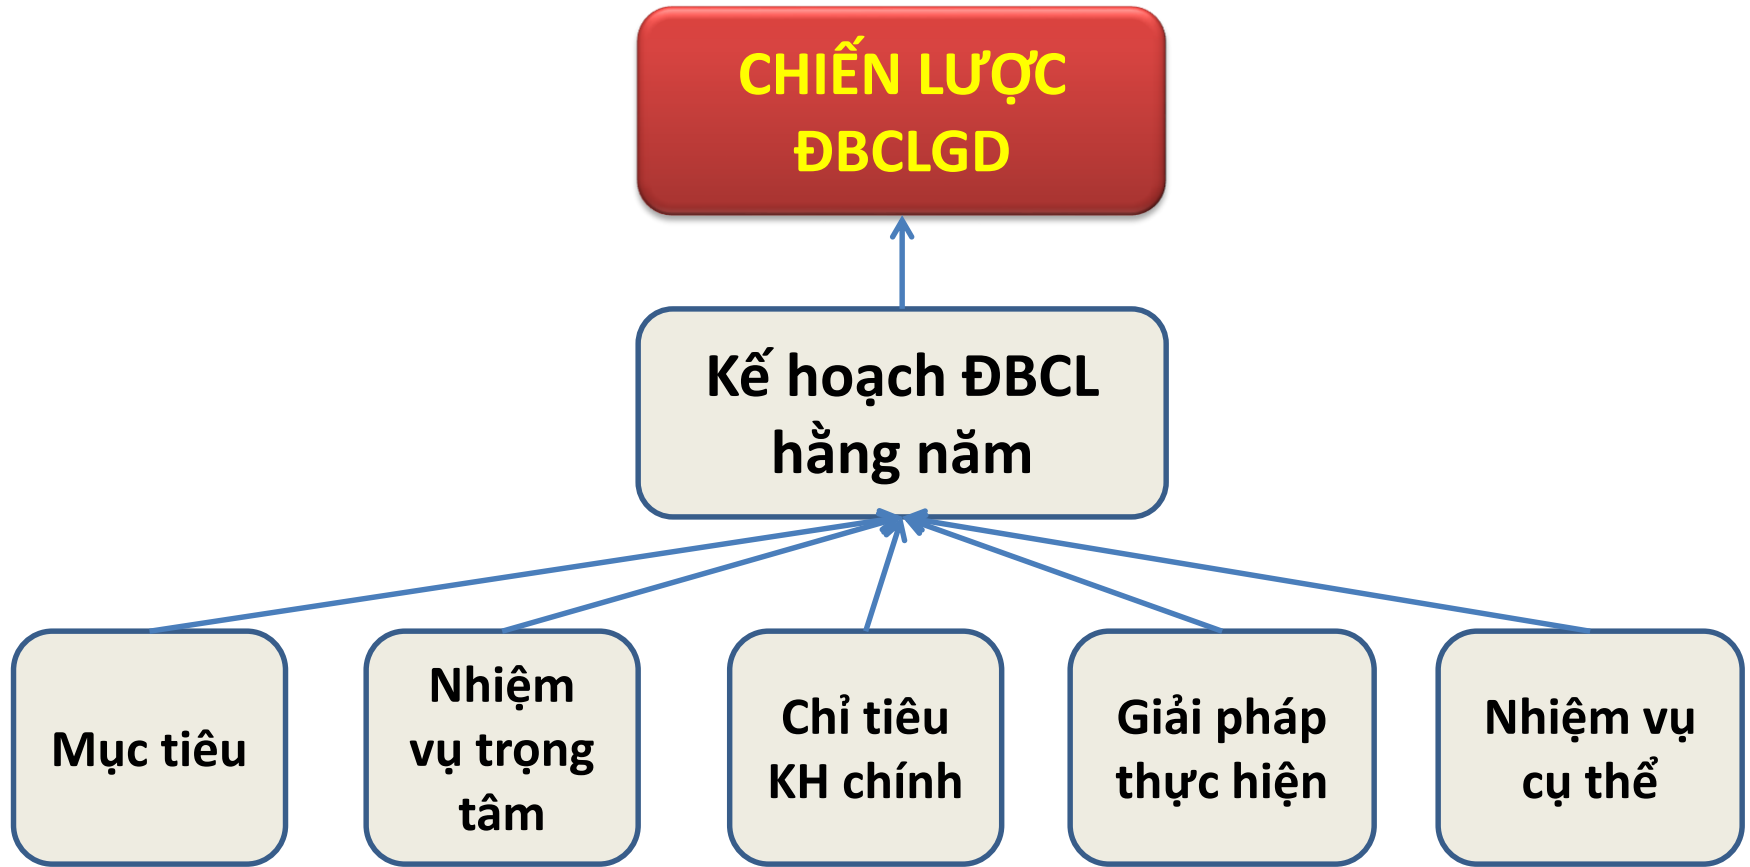 CHIẾN LƯỢC
ĐBCLGD
Kế hoạch ĐBCL
hằng năm
Mục tiêu
Nhiệm
vụ trọng
tâm
Chỉ tiêu
KH chính
Giải pháp
thực hiện
Nhiệm vụ
cụ thể